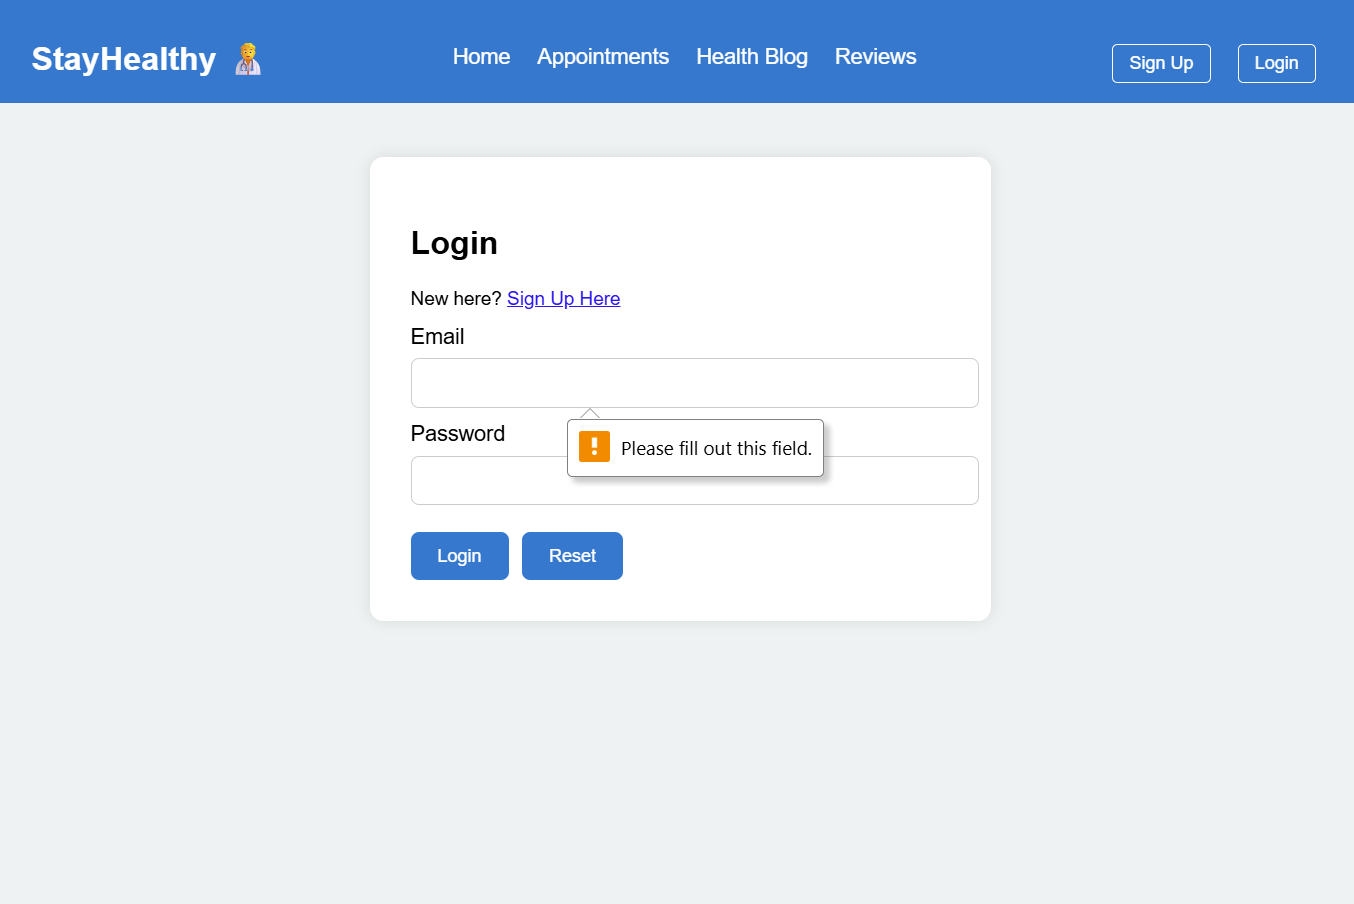 StayHealthy
Home Appointments Health Blog Reviews
Sign Up Login
Login
New here? Sign Up Here
Email
Password
Please fill out this field.
Login Reset